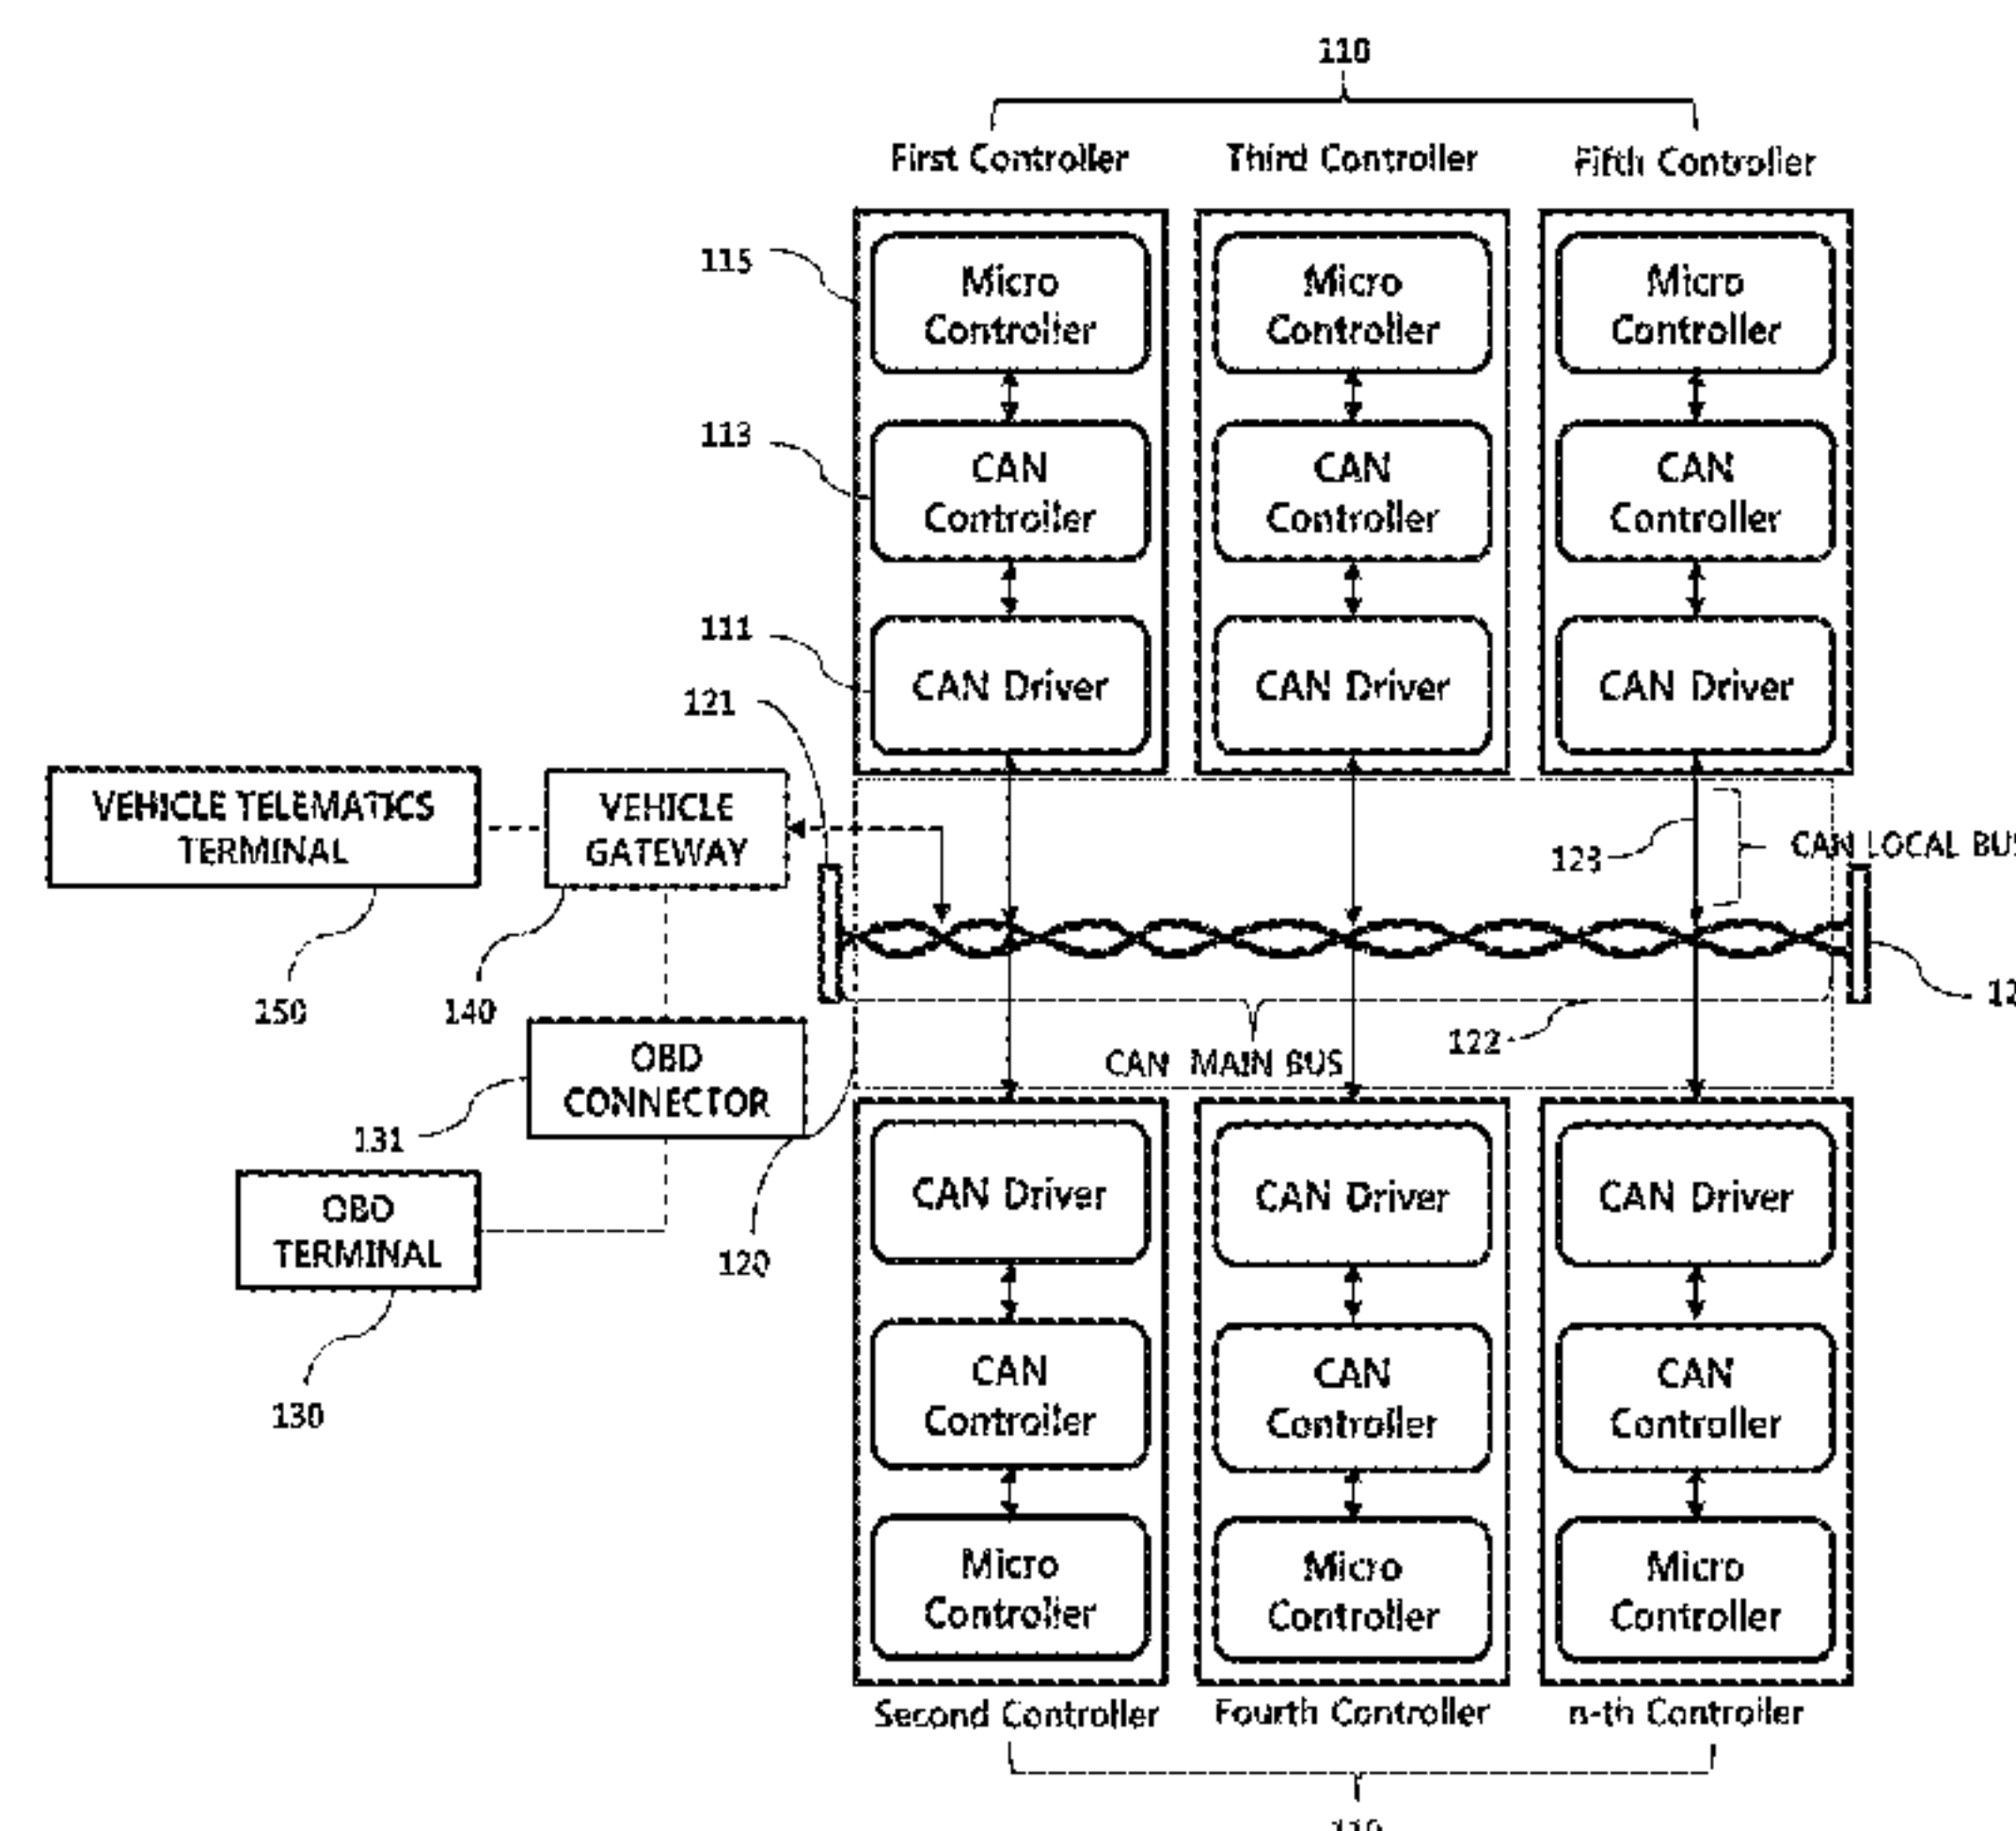 110
First Controller Third Controller Fifth Controller
115
Micro Controller
Micro Controller
Micro Controller
113
CAN Controller
CAN Controller
CAN Controller
111
CAN Driver CAN Driver CAN Driver
121
VEHICLE TELEMATICS
TERMINAL
VEHICLE
GATEWAY
123
CAN LOCAL BUS
150
140
122
CAN MAIN BUS
OBD
CONNECTOR
131
OBD
TERMINAL
120
130
CAN Driver CAN Driver CAN Driver
CAN Controller
CAN Controller
CAN Controller
Micro Controller
Micro Controller
Micro Controller
Second Controller Fourth Controller n-th Controller
110